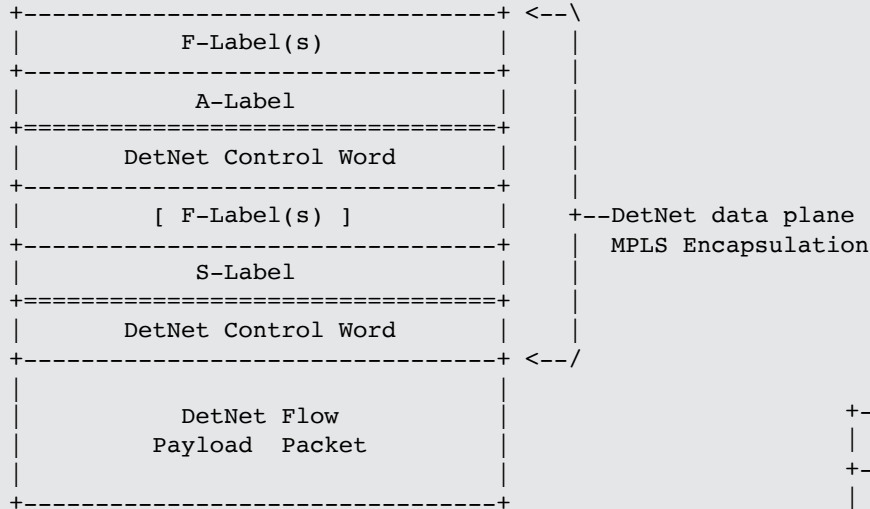 +---------------------------------+ <--\
|           F-Label(s)            |    |
+---------------------------------+    |
|            A-Label              |    |
+=================================+    |
|       DetNet Control Word       |    |
+---------------------------------+    |
|         [ F-Label(s) ]          |    +--DetNet data plane
+---------------------------------+    |  MPLS Encapsulation
|            S-Label              |    |
+=================================+    |
|       DetNet Control Word       |    |
+---------------------------------+ <--/
|                                 |
|           DetNet Flow           |                       +-
|         Payload  Packet         |                       |
|                                 |                       +-
+---------------------------------+                       |